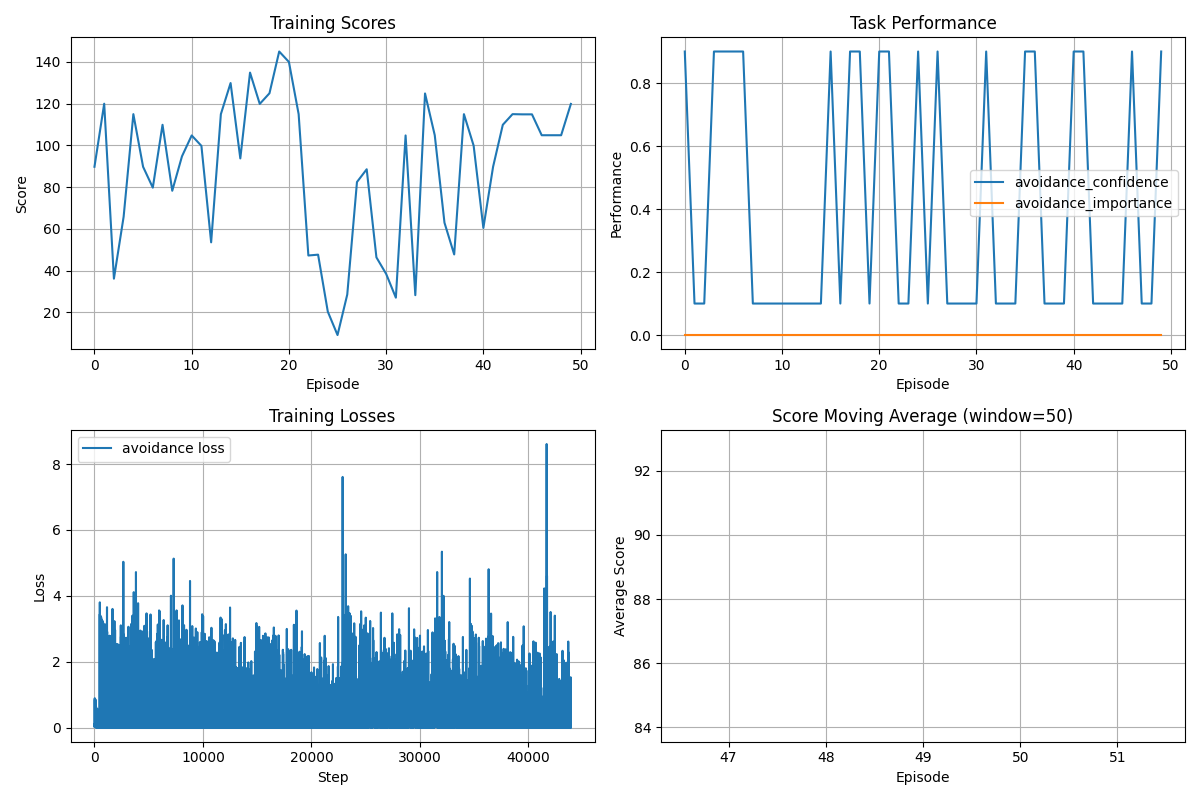 Training Scores
Score
140
120
100
80
60
40
20
0 10 20 30 40 50
Episode
Task Performance
Performance
0.8
0.6
0.4
0.2
0.0
avoidance_confidence
avoidance_importance
0 10 20 30 40 50
Episode
Training Losses
Loss
8
6
4
2
0
avoidance loss
0 10000 20000 30000 40000
Step
Score Moving Average (window=50)
Average Score
92
90
88
86
84
47 48 49 50 51
Episode